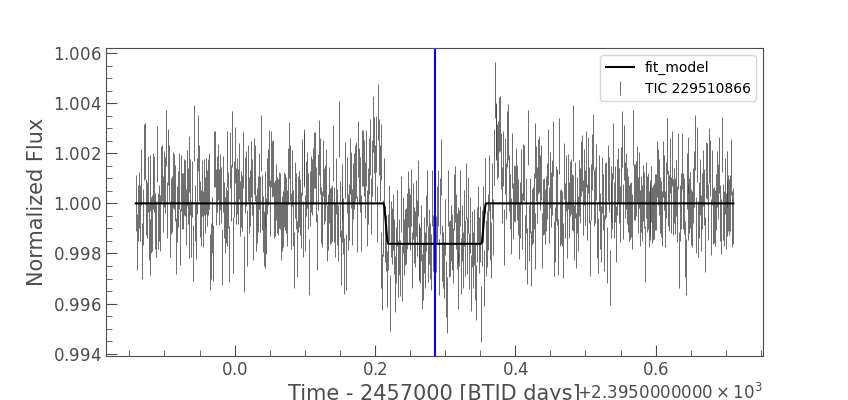 1.006
1.004
1.002
1.000
0.998
0.996
0.994
Normalized Flux
fit_model
TIC 229510866
0.0 0.2 0.4 0.6
Time - 2457000 [BTJD days]
+2.3950000000 × 10³